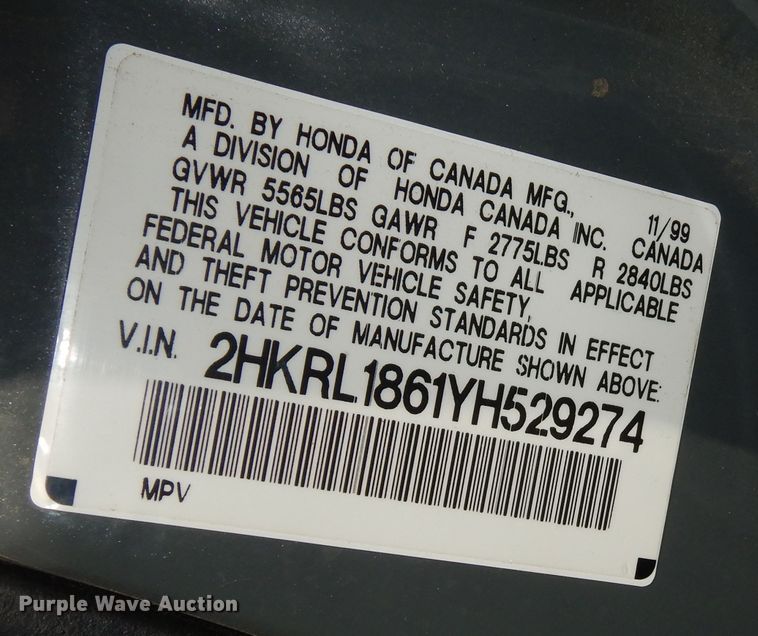 MFD. BY HONDA OF CANADA MFG., 11/99
A DIVISION OF HONDA CANADA INC. CANADA
GVWR 5565LBS GAWR F 2775LBS R 2840LBS
THIS VEHICLE CONFORMS TO ALL APPLICABLE
FEDERAL MOTOR VEHICLE SAFETY,
AND THEFT PREVENTION STANDARDS IN EFFECT
ON THE DATE OF MANUFACTURE SHOWN ABOVE:
V.I.N. 2HKRL1861YH529274
MPV
Purple Wave Auction